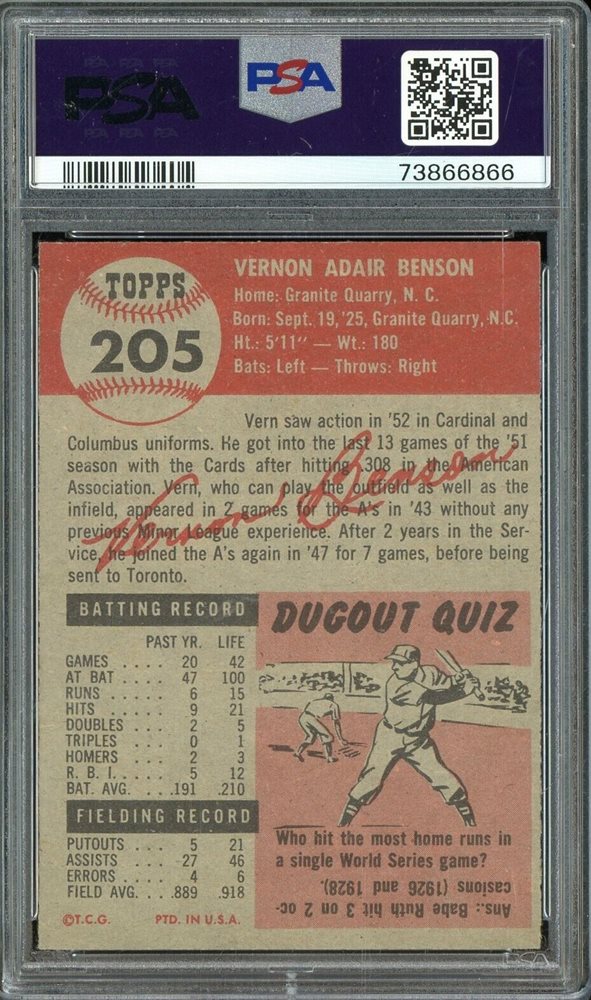 PSA
PSA
73866866
TOPPS
205
VERNON ADAIR BENSON
Home: Granite Quarry, N. C.
Born: Sept. 19, '25, Granite Quarry, N.C.
Ht.: 5'11" — Wt.: 180
Bats: Left — Throws: Right
Vern saw action in '52 in Cardinal and
Columbus uniforms. He got into the last 13 games of the '51
season with the Cards after hitting .308 in the American
Association. Vern, who can play the outfield as well as the
infield, appeared in 2 games for the A's in '43 without any
previous Minor League experience. After 2 years in the Ser-
vice, he joined the A's again in '47 for 7 games, before being
sent to Toronto.
Vernon Benson
BATTING RECORD
PAST YR. LIFE
GAMES .... 20 42
AT BAT .... 47 100
RUNS .... 6 15
HITS .... 9 21
DOUBLES ... 2 5
TRIPLES ... 0 1
HOMERS ... 2 3
R. B. I. .... 5 12
BAT. AVG. .. .191 .210
FIELDING RECORD
PUTOUTS ... 5 21
ASSISTS ... 27 46
ERRORS .... 4 6
FIELD AVG. .. .889 .918
©T.C.G. PTD. IN U.S.A.
DUGOUT QUIZ
Who hit the most home runs in
a single World Series game?
Ans.: Babe Ruth hit 3 on 2 oc-
casions (1926 and 1928).
PSA